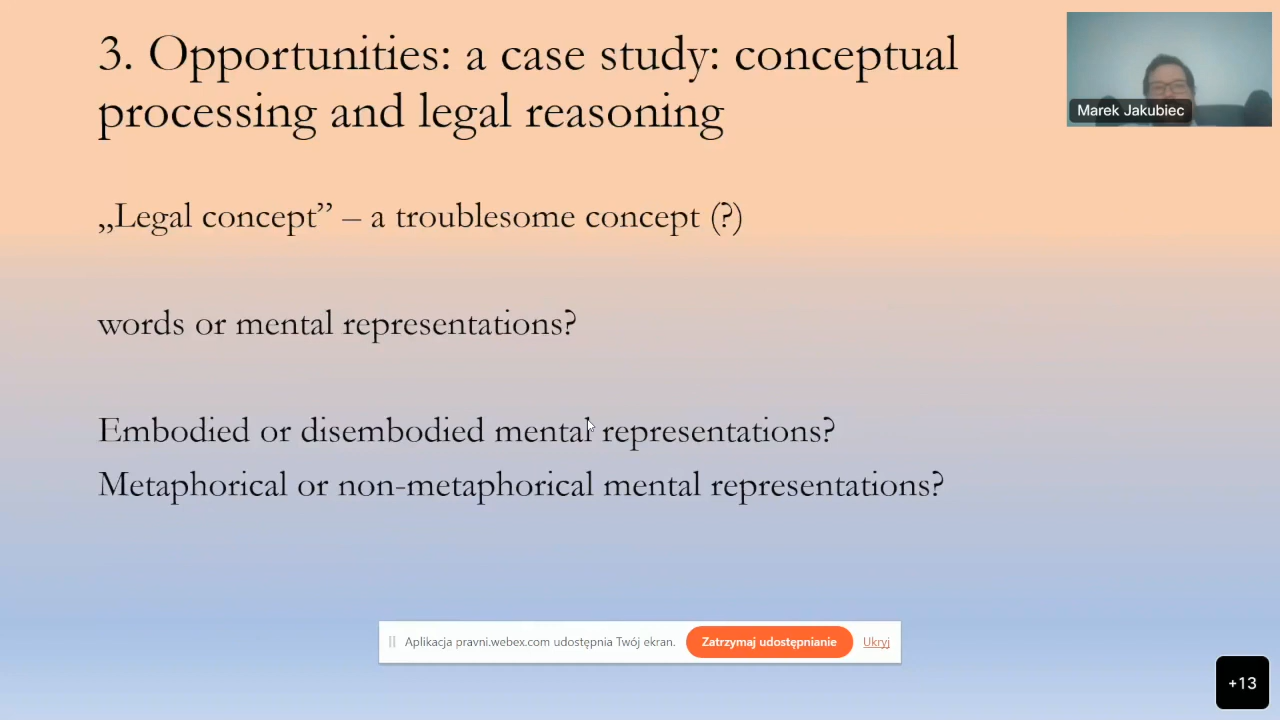 3. Opportunities: a case study: conceptual
processing and legal reasoning
Marek Jakubiec
„Legal concept” – a troublesome concept (?)
words or mental representations?
Embodied or disembodied mental representations?
Metaphorical or non-metaphorical mental representations?
Aplikacja pravni.webex.com udostępnia Twój ekran. Zatrzymaj udostępnianie Ukryj
+13